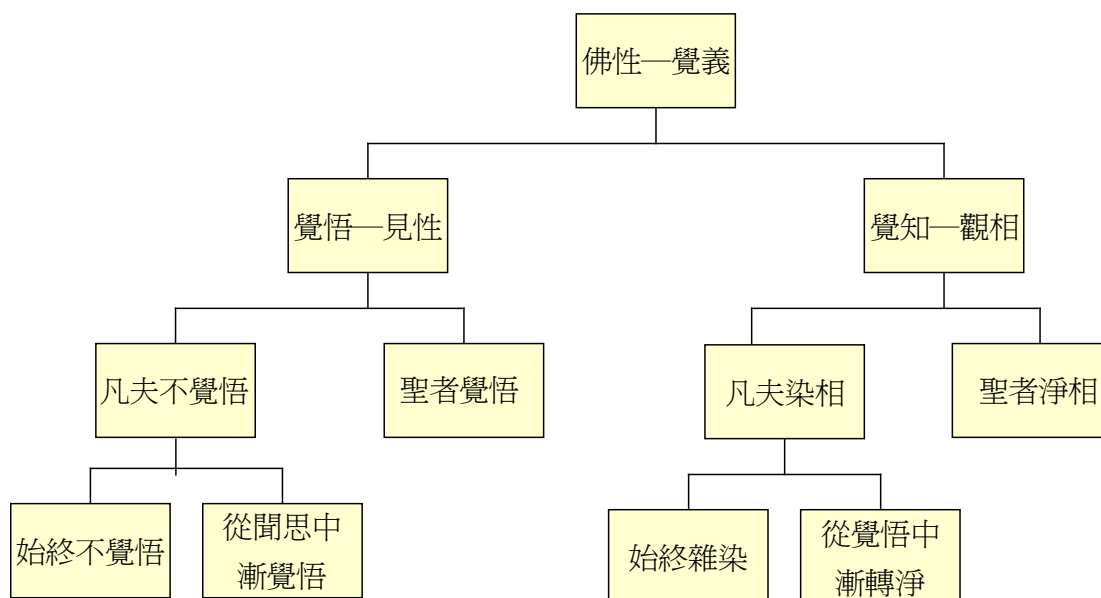 佛性—覺義
覺悟—見性
覺知—觀相
凡夫不覺悟
聖者覺悟
凡夫染相
聖者淨相
始終不覺悟
從聞思中
漸覺悟
始終雜染
從覺悟中
漸轉淨